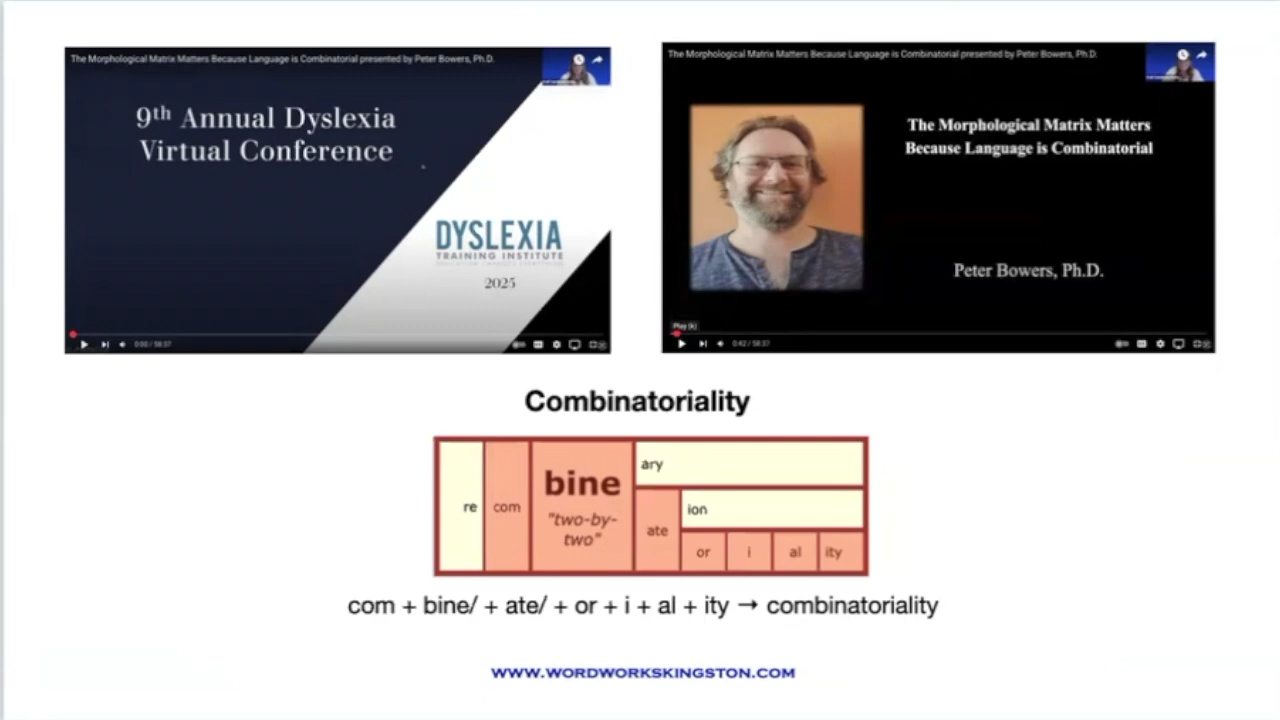 The Morphological Matrix Matters Because Language is Combinatorial presented by Peter Bowers, Ph.D.
9th Annual Dyslexia
Virtual Conference
DYSLEXIA
TRAINING INSTITUTE
2025
0:00 / 58:37
The Morphological Matrix Matters Because Language is Combinatorial presented by Peter Bowers, Ph.D.
The Morphological Matrix Matters
Because Language is Combinatorial
Peter Bowers, Ph.D.
Play (k)
0:42 / 58:37
Combinatoriality
re
com
bine
"two-by-
two"
ary
ate
ion
or
i
al
ity
com + bine/ + ate/ + or + i + al + ity → combinatoriality
WWW.WORDWORKSKINGSTON.COM